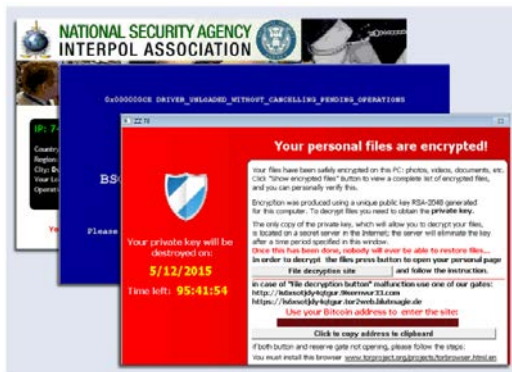 NATIONAL SECURITY AGENCY
INTERPOL ASSOCIATION
IP: 7
Country
Region:
City:
Your Lo
Operati
0x000000CE DRIVER_UNLOADED_WITHOUT_CANCELLING_PENDING_OPERATIONS
BSO
Please
Your personal files are encrypted!
Your private key will be
destroyed on:
5/12/2015
Time left: 95:41:54
Your files have been safely encrypted on this PC: photos, videos, documents, etc.
Click "Show encrypted files" button to view a complete list of encrypted files,
and you can personally verify this.
Encryption was produced using a unique public key RSA-2048 generated
for this computer. To decrypt files you need to obtain the private key.
The only copy of the private key, which will allow you to decrypt your files,
is located on a secret server in the Internet; the server will eliminate the key
after a time period specified in this window.
Once this has been done, nobody will ever be able to restore files...
In order to decrypt the files press button to open your personal page
File decryption site and follow the instruction.
in case of "File decryption button" malfunction use one of our gates:
Use your Bitcoin address to enter the site:
Click to copy address to clipboard
if both button and reserve gate not opening, please follow the steps:
You must install this browser www.torproject.org/projects/torbrowser.html.en